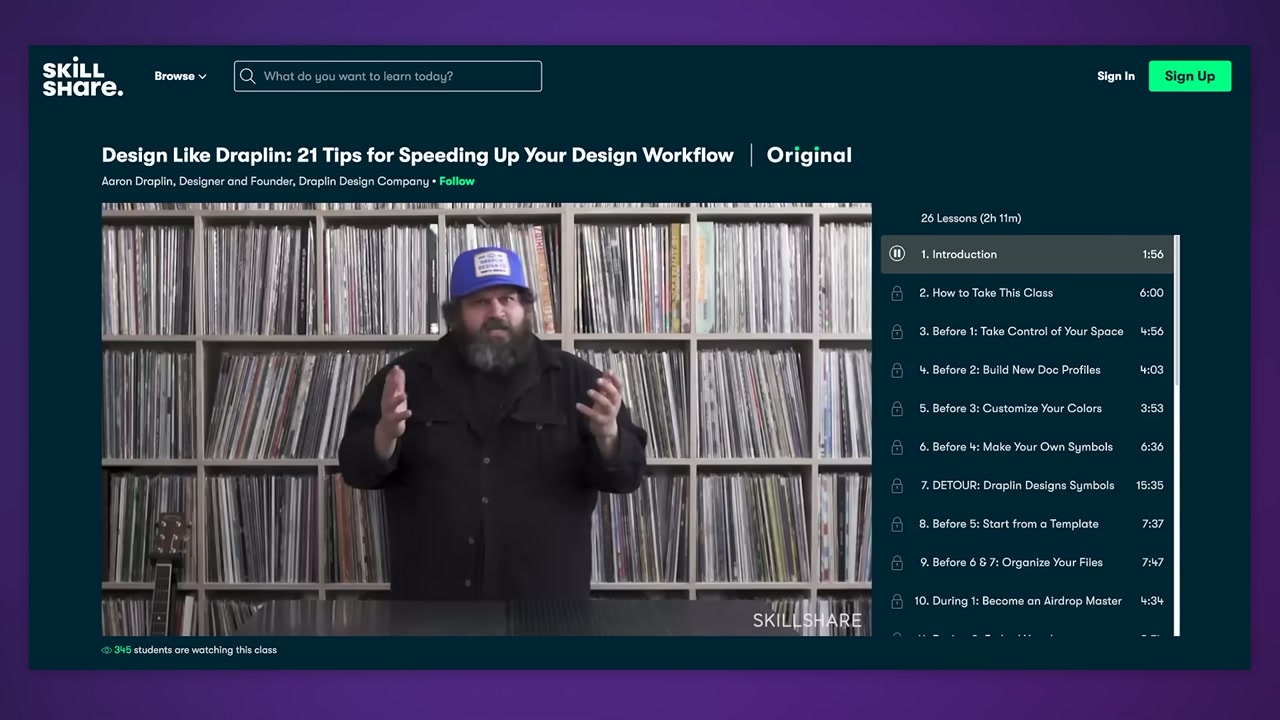 SKILL
SHare.
Browse
What do you want to learn today?
Sign In
Sign Up
Design Like Draplin: 21 Tips for Speeding Up Your Design Workflow | Original
Aaron Draplin, Designer and Founder, Draplin Design Company • Follow
26 Lessons (2h 11m)
1. Introduction 1:56
2. How to Take This Class 6:00
3. Before 1: Take Control of Your Space 4:56
4. Before 2: Build New Doc Profiles 4:03
5. Before 3: Customize Your Colors 3:53
6. Before 4: Make Your Own Symbols 6:36
7. DETOUR: Draplin Designs Symbols 15:35
8. Before 5: Start from a Template 7:37
9. Before 6 & 7: Organize Your Files 7:47
10. During 1: Become an Airdrop Master 4:34
DRAPLIN
DESIGN CO.
SKILLSHARE
345 students are watching this class